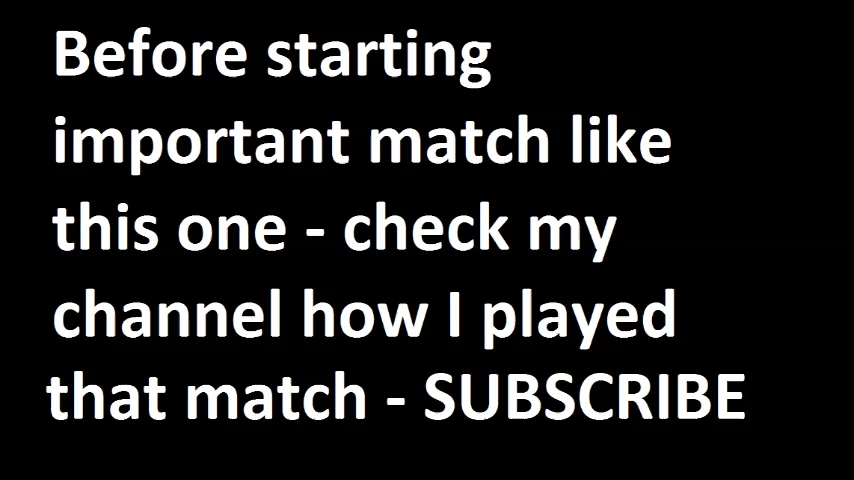 Before starting
important match like
this one - check my
channel how I played
that match - SUBSCRIBE